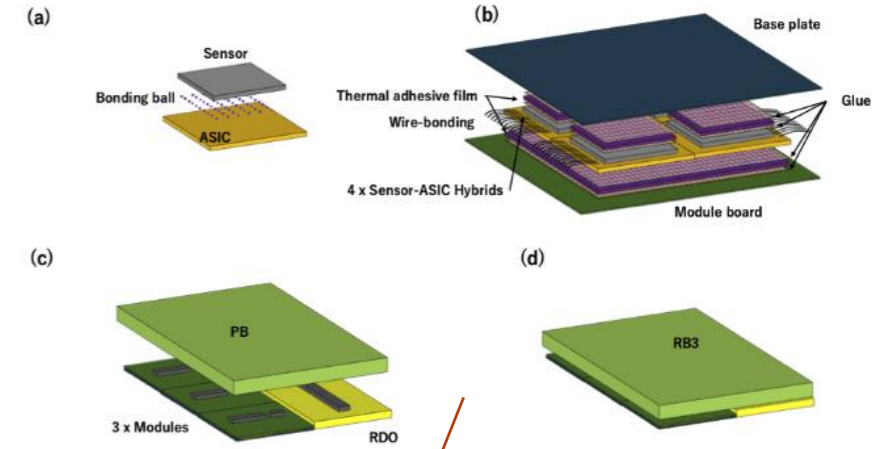 (a)
Sensor
Bonding ball
ASIC
(b)
Base plate
Thermal adhesive film
Glue
Wire-bonding
4 x Sensor-ASIC Hybrids
Module board
(c)
PB
3 x Modules
RDO
(d)
RB3